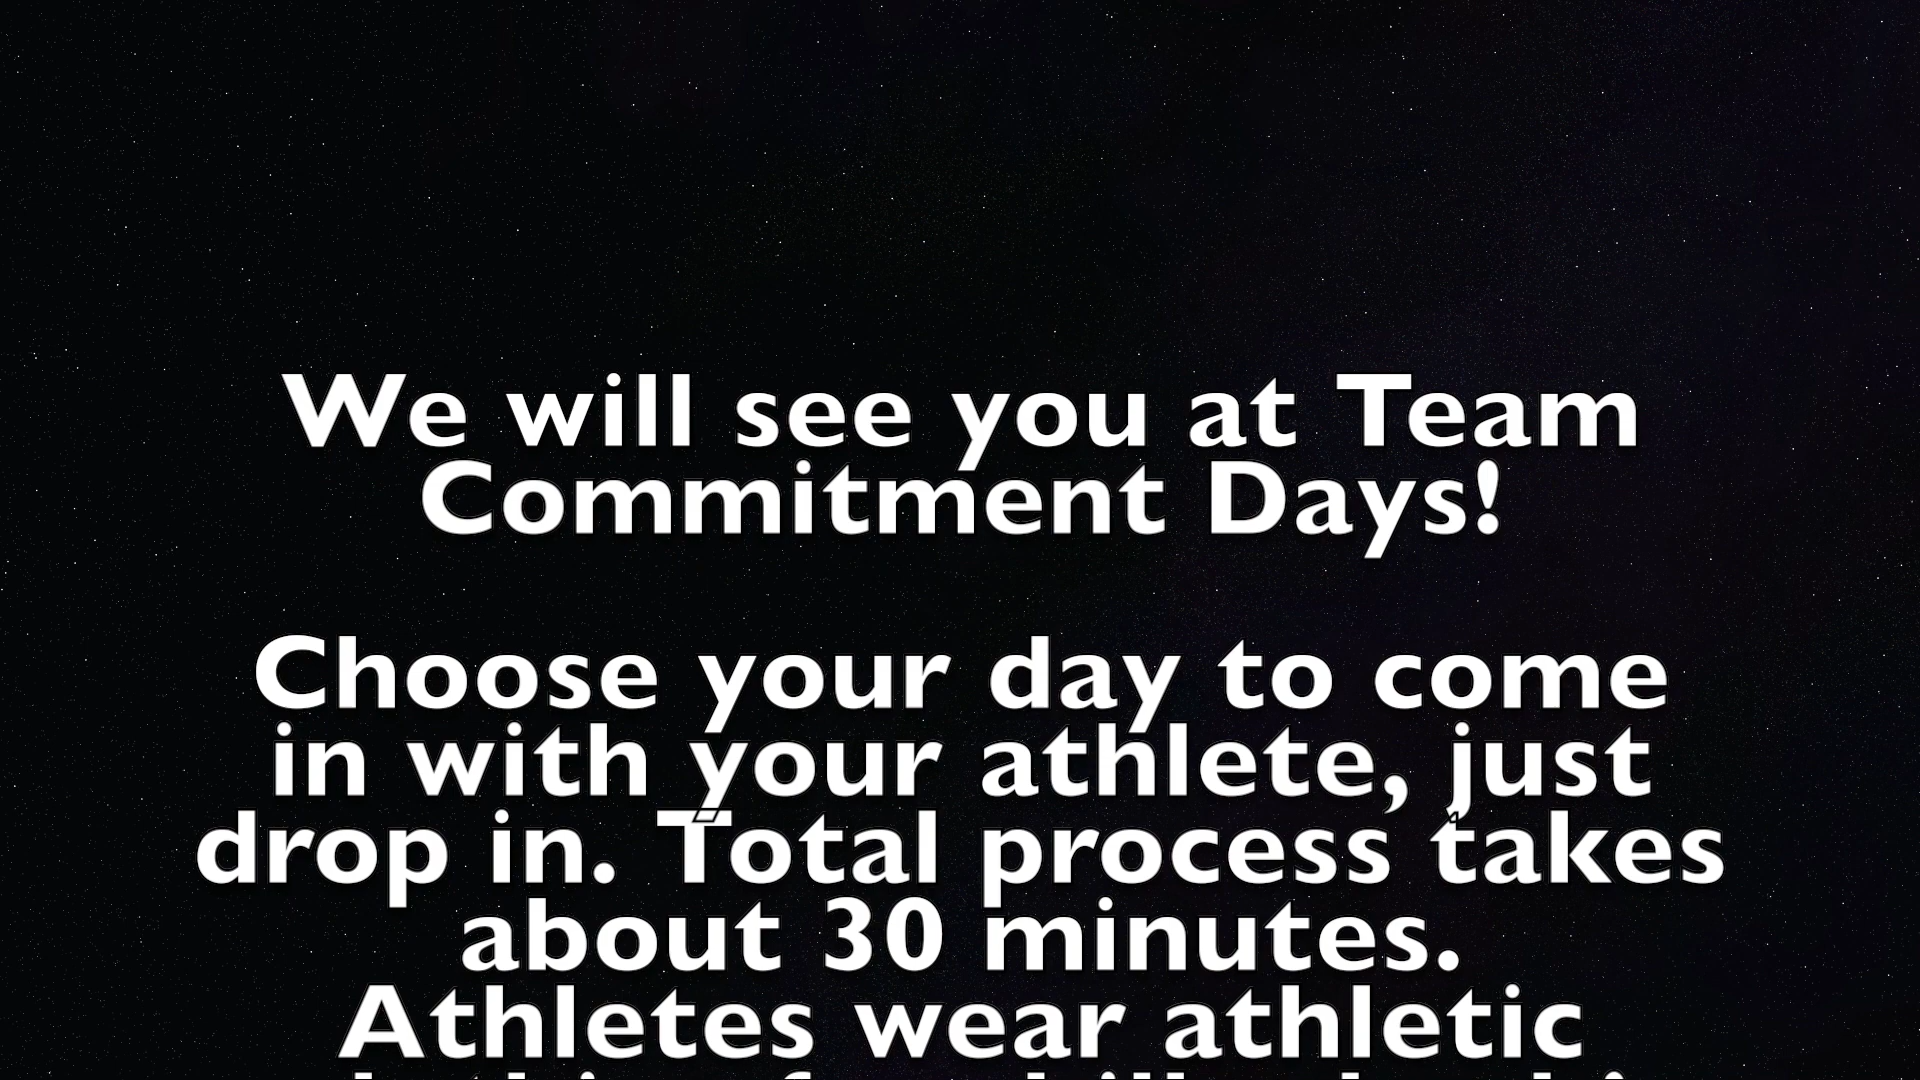 We will see you at Team
Commitment Days!
Choose your day to come
in with your athlete, just
drop in. Total process takes
about 30 minutes.
Athletes wear athletic